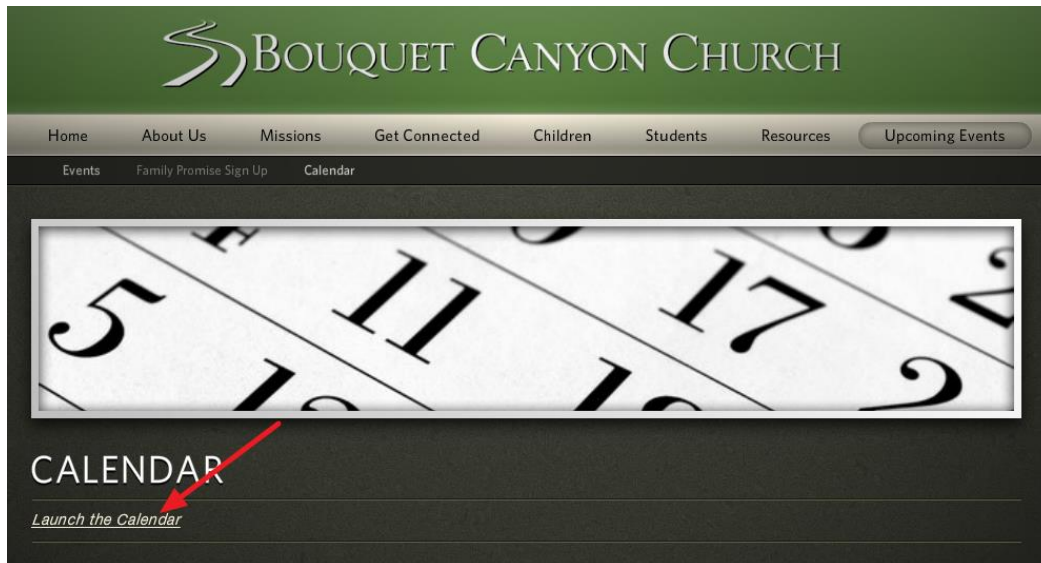 BOUQUET CANYON CHURCH
Home About Us Missions Get Connected Children Students Resources Upcoming Events
Events Family Promise Sign Up Calendar
5 11 17
CALENDAR
Launch the Calendar